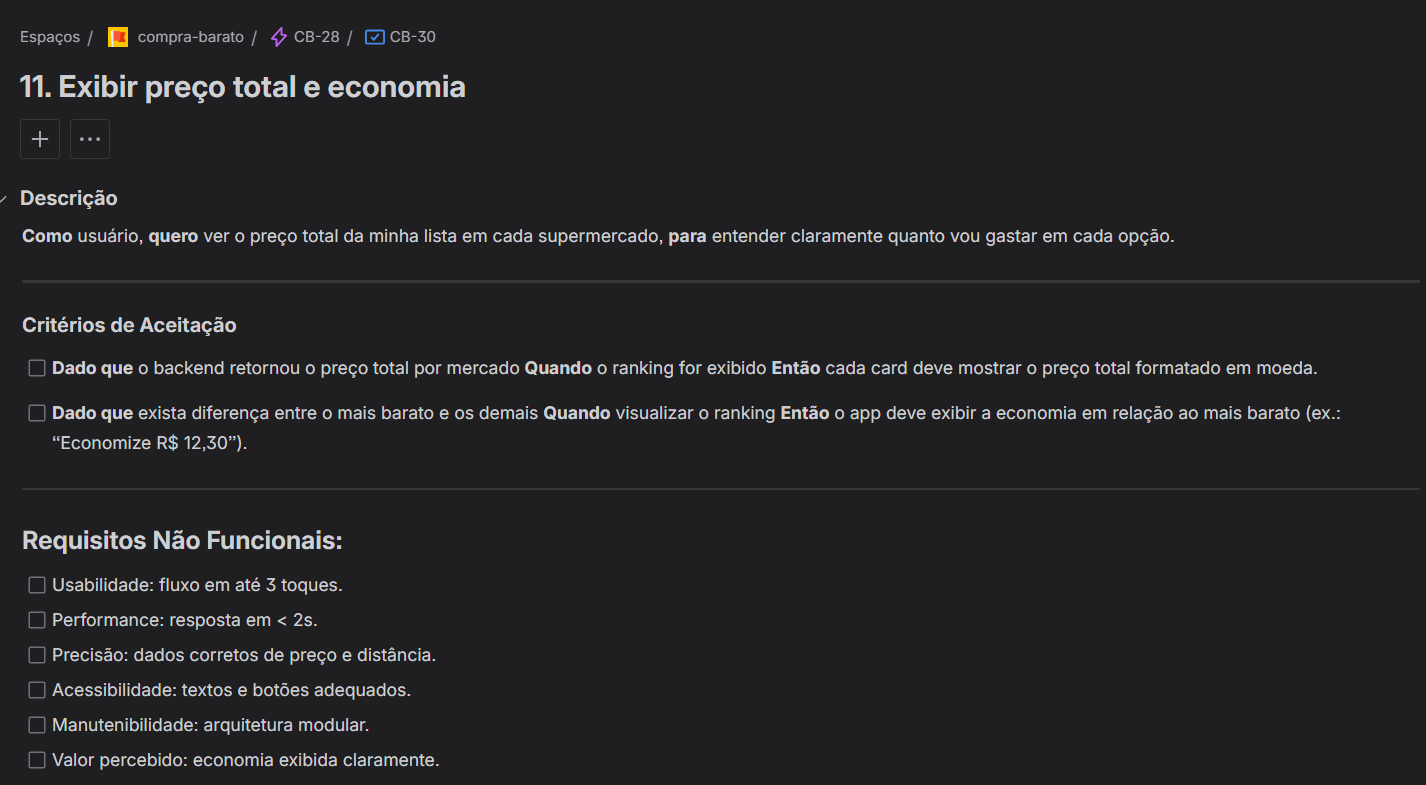 Espaços / compra-barato / CB-28 / CB-30
11. Exibir preço total e economia
Descrição
Como usuário, quero ver o preço total da minha lista em cada supermercado, para entender claramente quanto vou gastar em cada opção.
Critérios de Aceitação
Dado que o backend retornou o preço total por mercado Quando o ranking for exibido Então cada card deve mostrar o preço total formatado em moeda.
Dado que exista diferença entre o mais barato e os demais Quando visualizar o ranking Então o app deve exibir a economia em relação ao mais barato (ex.:
“Economize R$ 12,30”).
Requisitos Não Funcionais:
Usabilidade: fluxo em até 3 toques.
Performance: resposta em < 2s.
Precisão: dados corretos de preço e distância.
Acessibilidade: textos e botões adequados.
Manutenibilidade: arquitetura modular.
Valor percebido: economia exibida claramente.